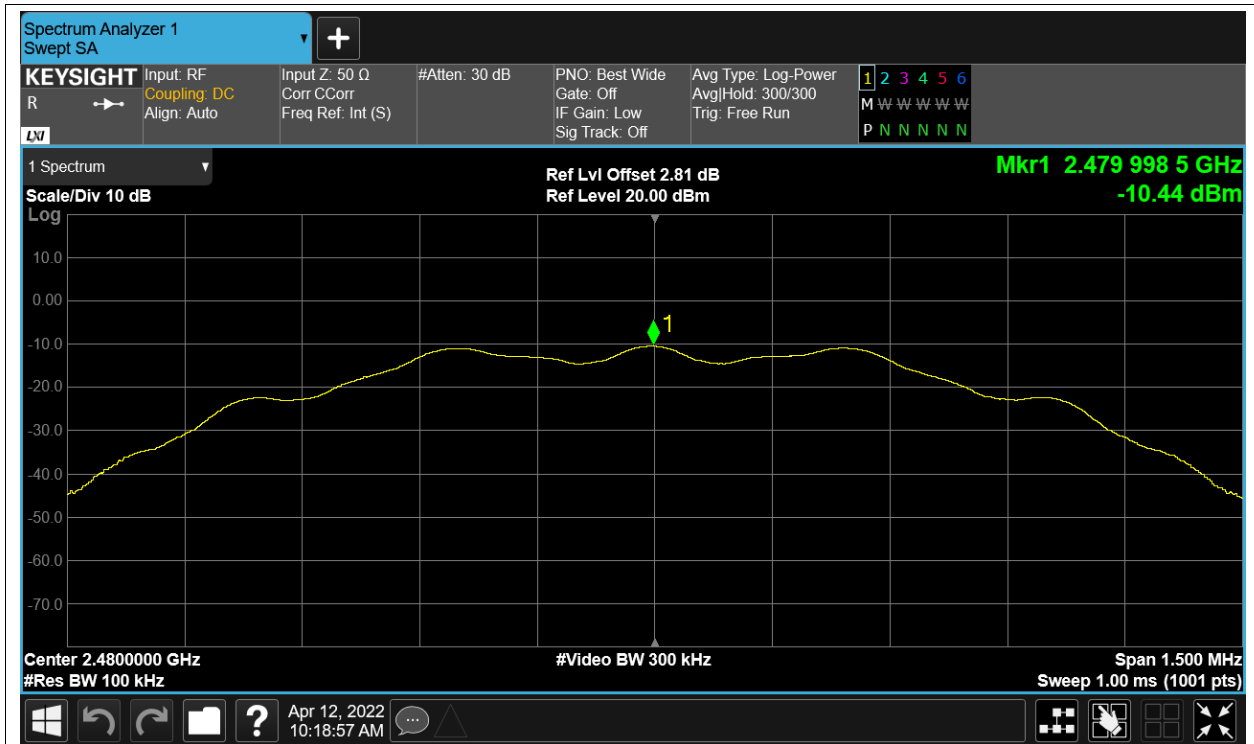 Spectrum Analyzer 1
Swept SA
KEYSIGHT
R
LXI
Input: RF
Coupling: DC
Align: Auto
Input Z: 50 Ω
Corr CCorr
Freq Ref: Int (S)
#Atten: 30 dB
PNO: Best Wide
Gate: Off
IF Gain: Low
Sig Track: Off
Avg Type: Log-Power
Avg|Hold: 300/300
Trig: Free Run
1 2 3 4 5 6
M W W W W W
P N N N N N
1 Spectrum
Scale/Div 10 dB
Log
Ref Lvl Offset 2.81 dB
Ref Level 20.00 dBm
Mkr1 2.479 998 5 GHz
-10.44 dBm
10.0
0.00
-10.0
-20.0
-30.0
-40.0
-50.0
-60.0
-70.0
1
Center 2.4800000 GHz
#Res BW 100 kHz
#Video BW 300 kHz
Span 1.500 MHz
Sweep 1.00 ms (1001 pts)
?
Apr 12, 2022
10:18:57 AM